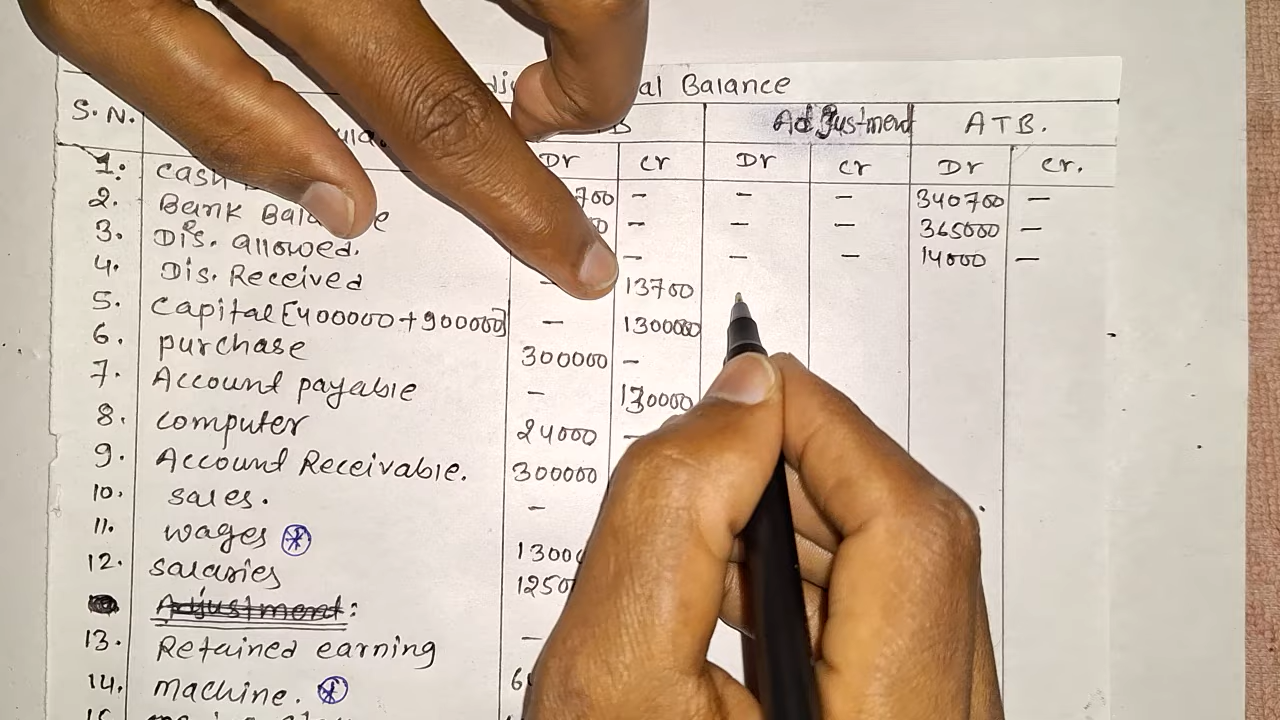 al Balance
S.N. Adjustment ATB.
Dr Cr Dr Cr Dr Cr.
1. Cash 700 - - - 340700 -
2. Bank Balance - - - 365000 -
3. Dis. allowed. - - - 14000 -
4. Dis. Received - 13700
5. Capital [400000+900000] - 1300000
6. purchase 300000 -
7. Account payable - 130000
8. computer 24000 -
9. Account Receivable. 300000
10. sales. -
11. wages
12. salaries
Adjustment:
13. Retained earning -
14. machine.